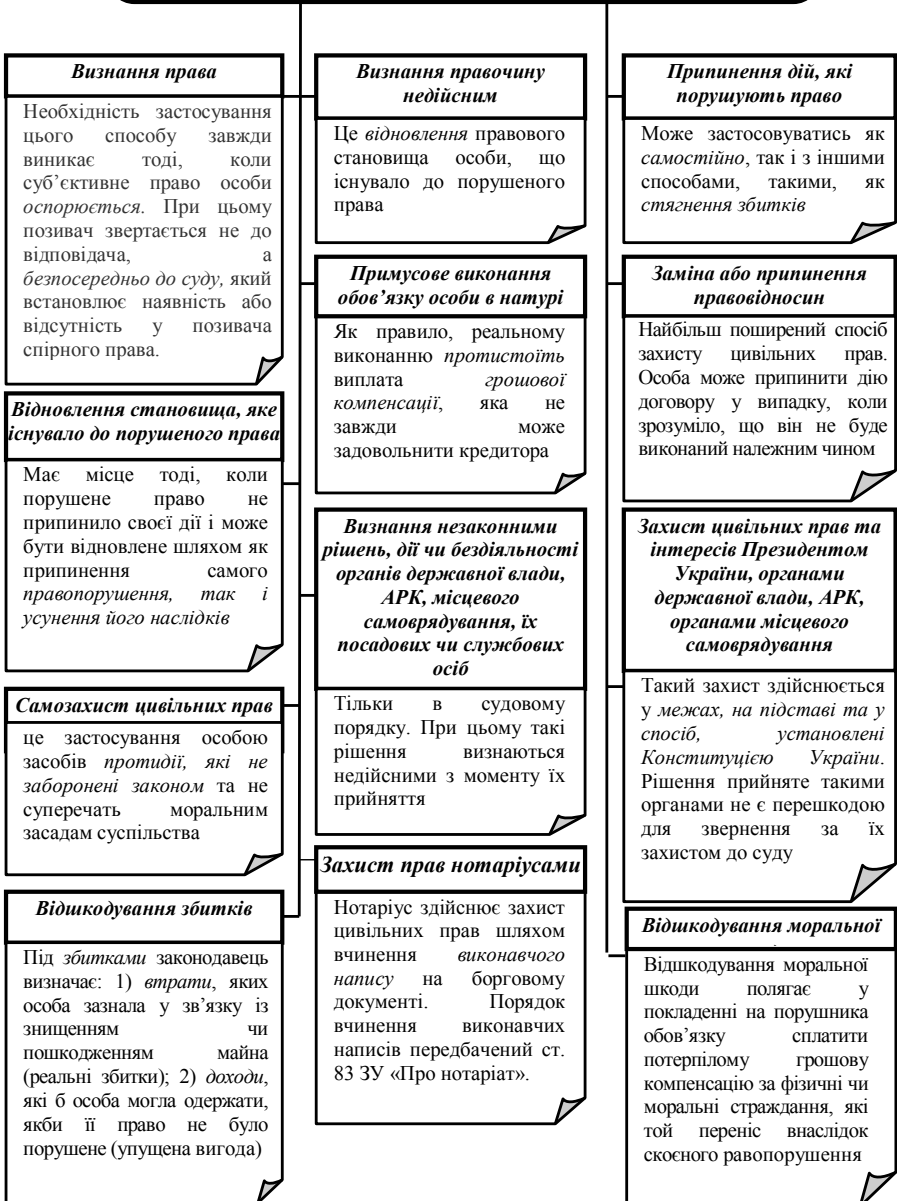 Визнання права
Необхідність застосування
цього способу завжди
виникає тоді, коли
суб’єктивне право особи
оспорюється. При цьому
позивач звертається не до
відповідача, а
безпосередньо до суду, який
встановлює наявність або
відсутність у позивача
спірного права.
Відновлення становища, яке
існувало до порушеного права
Має місце тоді, коли
порушене право не
припинило своєї дії і може
бути відновлене шляхом як
припинення самого
правопорушення, так і
усунення його наслідків
Самозахист цивільних прав
це застосування особою
засобів протидії, які не
заборонені законом та не
суперечать моральним
засадам суспільства
Відшкодування збитків
Під збитками законодавець
визначає: 1) втрати, яких
особа зазнала у зв’язку із
знищенням чи
пошкодженням майна
(реальні збитки); 2) доходи,
які б особа могла одержати,
якби її право не було
порушене (упущена вигода)
Визнання правочину
недійсним
Це відновлення правового
становища особи, що
існувало до порушеного
права
Примусове виконання
обов’язку особи в натурі
Як правило, реальному
виконанню протистоїть
виплата грошової
компенсації, яка не
завжди може
задовольнити кредитора
Визнання незаконними
рішень, дії чи бездіяльності
органів державної влади,
АРК, місцевого
самоврядування, їх
посадових чи службових
осіб
Тільки в судовому
порядку. При цьому такі
рішення визнаються
недійсними з моменту їх
прийняття
Захист прав нотаріусами
Нотаріус здійснює захист
цивільних прав шляхом
вчинення виконавчого
напису на борговому
документі. Порядок
вчинення виконавчих
написів передбачений ст.
83 ЗУ «Про нотаріат».
Припинення дій, які
порушують право
Може застосовуватись як
самостійно, так і з іншими
способами, такими, як
стягнення збитків
Заміна або припинення
правовідносин
Найбільш поширений спосіб
захисту цивільних прав.
Особа може припинити дію
договору у випадку, коли
зрозуміло, що він не буде
виконаний належним чином
Захист цивільних прав та
інтересів Президентом
України, органами
державної влади, АРК,
органами місцевого
самоврядування
Такий захист здійснюється
у межах, на підставі та у
спосіб, установлені
Конституцією України.
Рішення прийняте такими
органами не є перешкодою
для звернення за їх
захистом до суду
Відшкодування моральної
Відшкодування моральної
шкоди полягає у
покладенні на порушника
обов’язку сплатити
потерпілому грошову
компенсацію за фізичні чи
моральні страждання, які
той переніс внаслідок
скоєного равопорушення